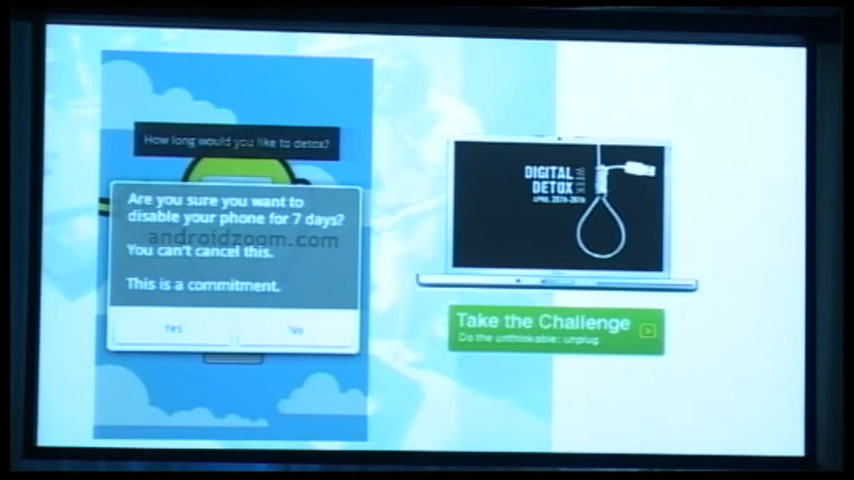 How long would you like to detox?
Are you sure you want to
disable your phone for 7 days?
androidzoom.com
You can't cancel this.
This is a commitment.
Yes
No
DIGITAL
DETOX
WEEK
Take the Challenge
Do the unthinkable: unplug